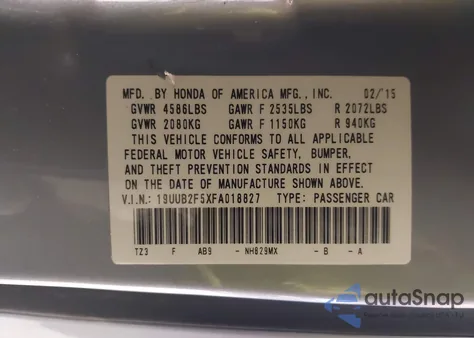 MFD. BY HONDA OF AMERICA MFG., INC. 02/15
GVWR 4586LBS GAWR F 2535LBS R 2072LBS
GVWR 2080KG GAWR F 1150KG R 940KG
THIS VEHICLE CONFORMS TO ALL APPLICABLE
FEDERAL MOTOR VEHICLE SAFETY, BUMPER,
AND THEFT PREVENTION STANDARDS IN EFFECT
ON THE DATE OF MANUFACTURE SHOWN ABOVE.
V.I.N.: 19UUB2F5XFA018827 TYPE: PASSENGER CAR
TZ3 F AB9 -NH829MX -B -A
autaSnap